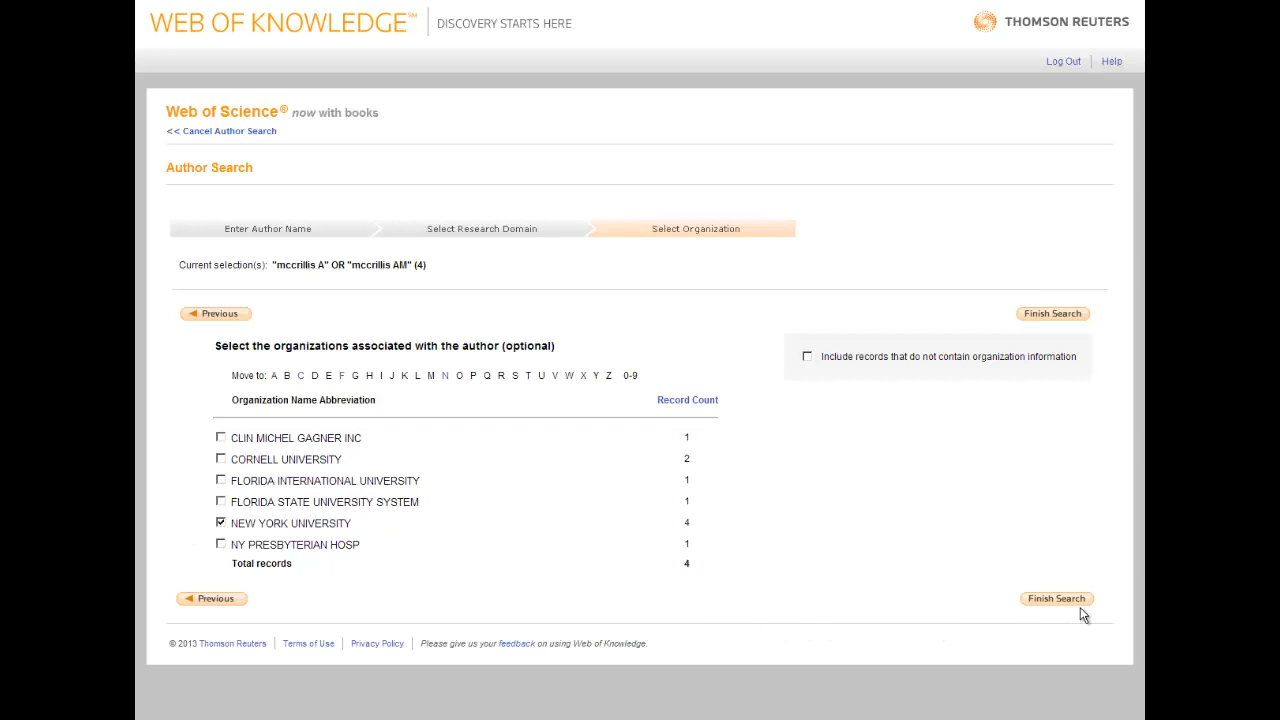 WEB OF KNOWLEDGE℠ DISCOVERY STARTS HERE
THOMSON REUTERS
Log Out Help
Web of Science® now with books
<< Cancel Author Search
Author Search
Enter Author Name Select Research Domain Select Organization
Current selection(s): "mccrillis A" OR "mccrillis AM" (4)
Previous Finish Search
Select the organizations associated with the author (optional)
Include records that do not contain organization information
Move to: A B C D E F G H I J K L M N O P Q R S T U V W X Y Z 0-9
Organization Name Abbreviation Record Count
CLIN MICHEL GAGNER INC 1
CORNELL UNIVERSITY 2
FLORIDA INTERNATIONAL UNIVERSITY 1
FLORIDA STATE UNIVERSITY SYSTEM 1
NEW YORK UNIVERSITY 4
NY PRESBYTERIAN HOSP 1
Total records 4
Previous Finish Search
© 2013 Thomson Reuters Terms of Use Privacy Policy Please give us your feedback on using Web of Knowledge.